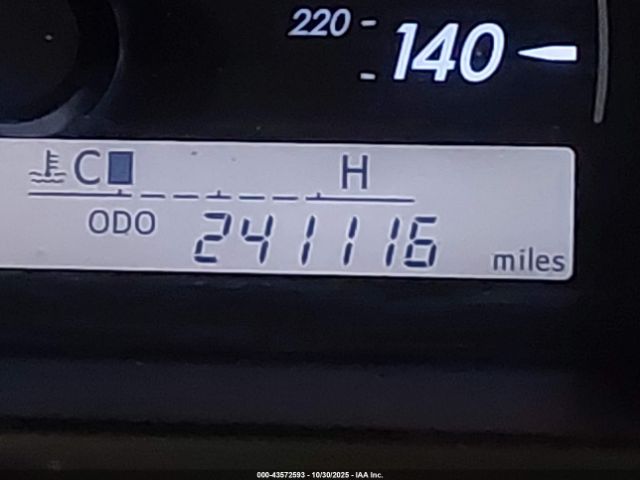 220 140
C H
ODO 241116 miles
000-43572593 - 10/30/2025 - IAA Inc.